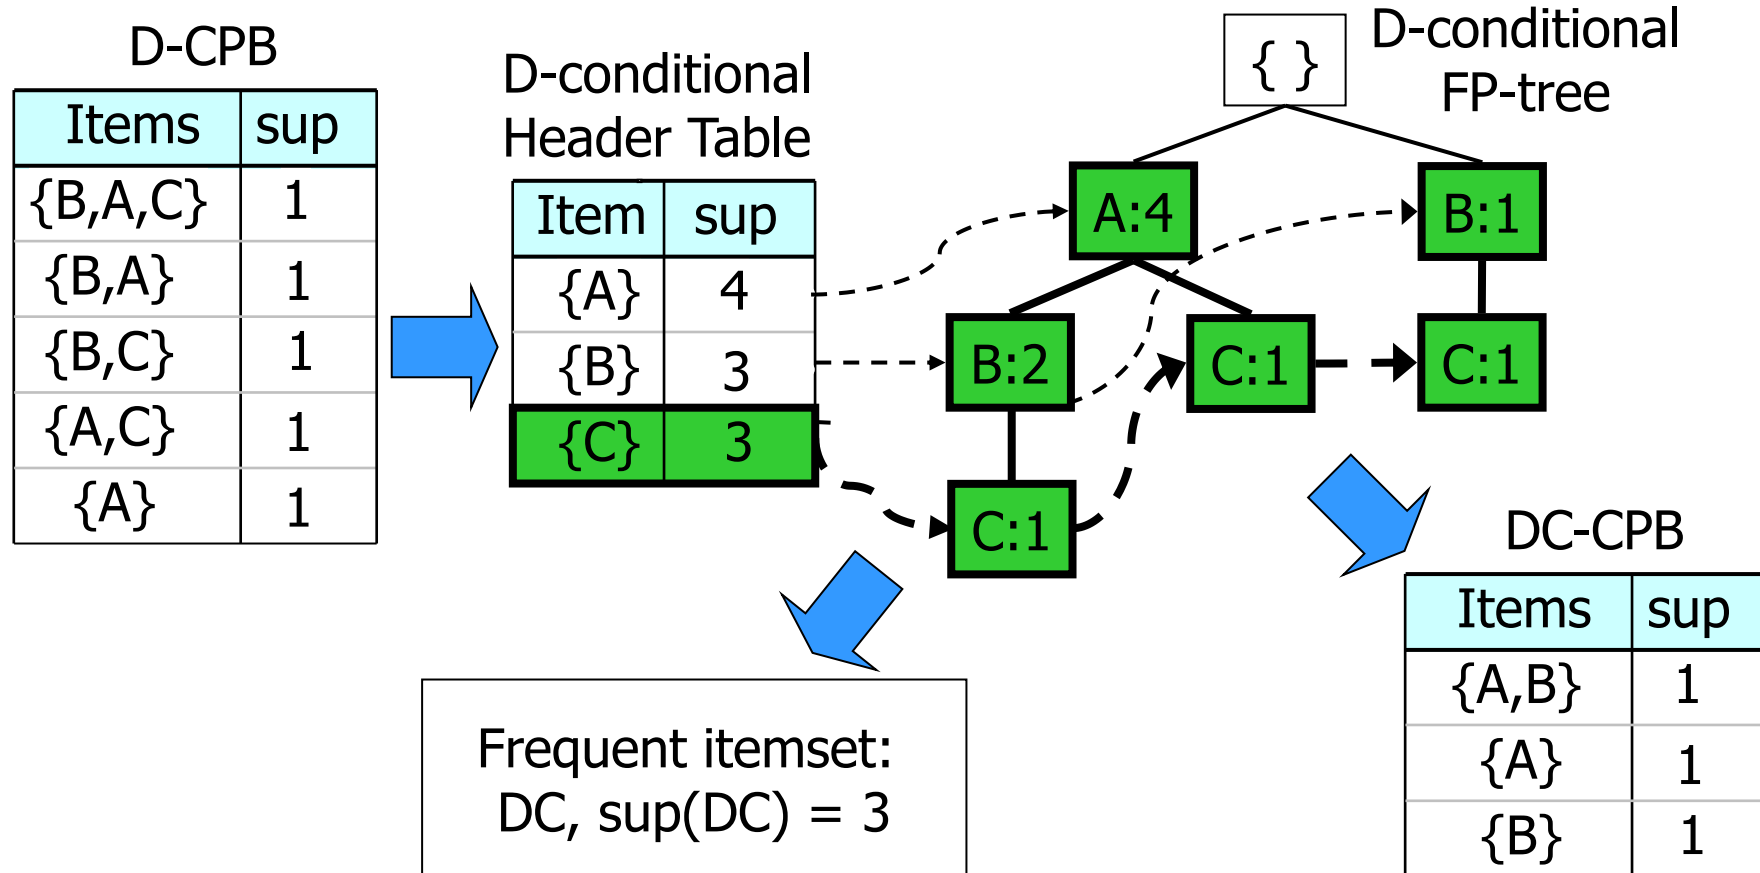 D-CPB
Items sup
{B,A,C} 1
{B,A} 1
{B,C} 1
{A,C} 1
{A} 1
D-conditional
Header Table
Item sup
{A} 4
{B} 3
{C} 3
{ }
D-conditional
FP-tree
A:4
B:1
B:2
C:1
C:1
C:1
Frequent itemset:
DC, sup(DC) = 3
DC-CPB
Items sup
{A,B} 1
{A} 1
{B} 1